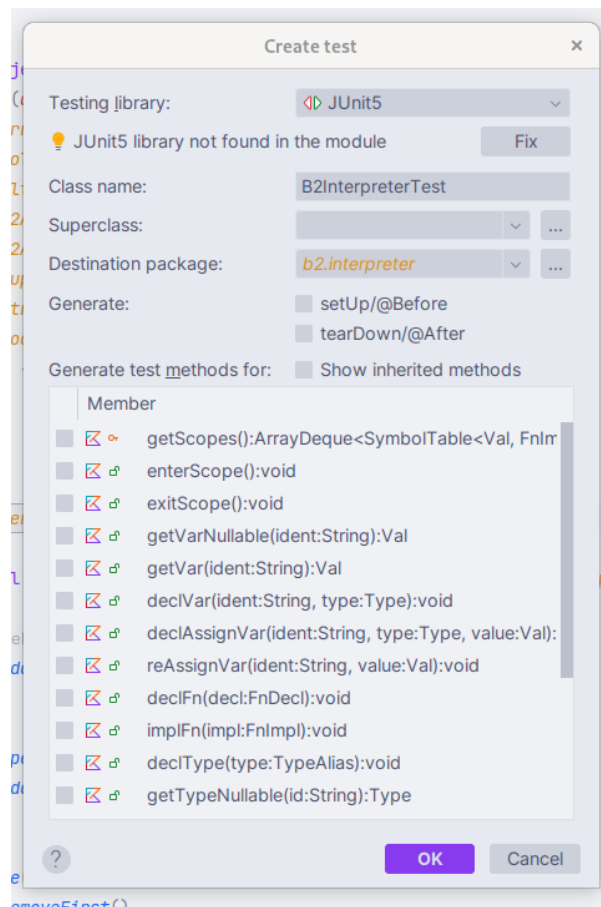 Create test
Testing library:
JUnit5
JUnit5 library not found in the module
Fix
Class name:
B2InterpreterTest
Superclass:
...
Destination package:
b2.interpreter
...
Generate:
setUp/@Before
tearDown/@After
Generate test methods for:
Show inherited methods
Member
getScopes():ArrayDeque<SymbolTable<Val, FnIm
enterScope():void
exitScope():void
getVarNullable(ident:String):Val
getVar(ident:String):Val
declVar(ident:String, type:Type):void
declAssignVar(ident:String, type:Type, value:Val):
reAssignVar(ident:String, value:Val):void
declFn(decl:FnDecl):void
implFn(impl:FnImpl):void
declType(type:TypeAlias):void
getTypeNullable(id:String):Type
?
OK
Cancel